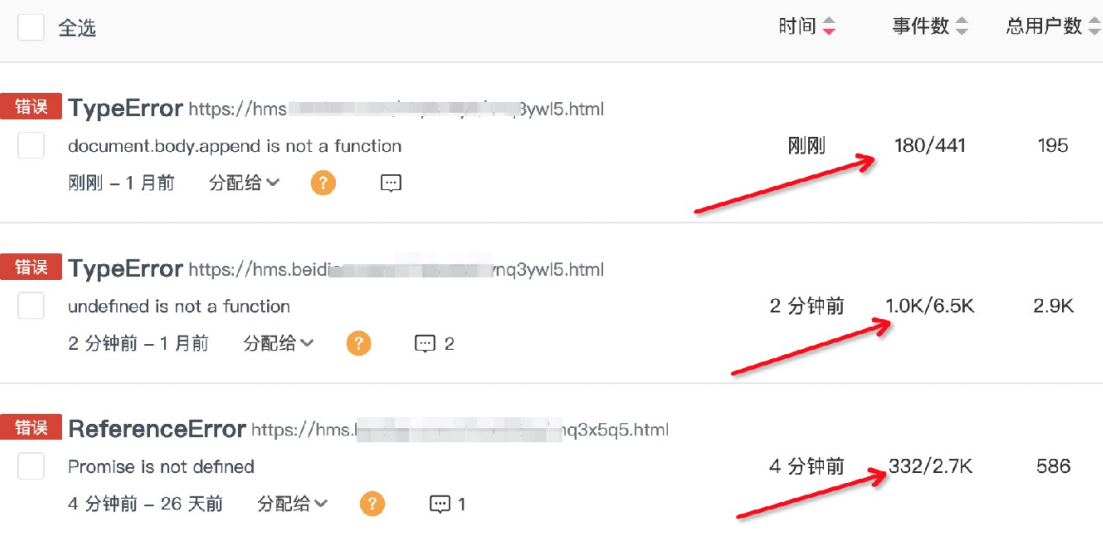 全选 时间 事件数 总用户数
错误 TypeError https://hms 3ywl5.html
document.body.append is not a function 刚刚 180/441 195
刚刚 – 1 月前 分配给 ?
错误 TypeError https://hms.beidi ynq3ywl5.html
undefined is not a function 2 分钟前 1.0K/6.5K 2.9K
2 分钟前 – 1 月前 分配给 ? 2
错误 ReferenceError https://hms. nq3x5q5.html
Promise is not defined 4 分钟前 332/2.7K 586
4 分钟前 – 26 天前 分配给 ? 1